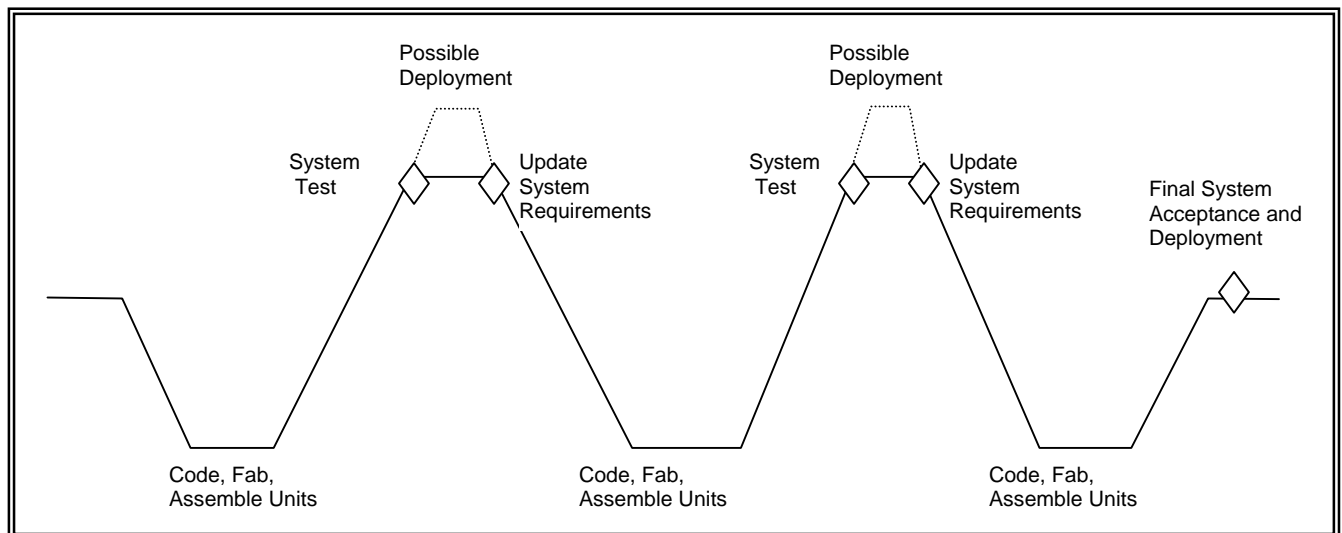 Possible
Deployment
Possible
Deployment
System
Test
Update
System
Requirements
System
Test
Update
System
Requirements
Final System
Acceptance and
Deployment
Code, Fab,
Assemble Units
Code, Fab,
Assemble Units
Code, Fab,
Assemble Units